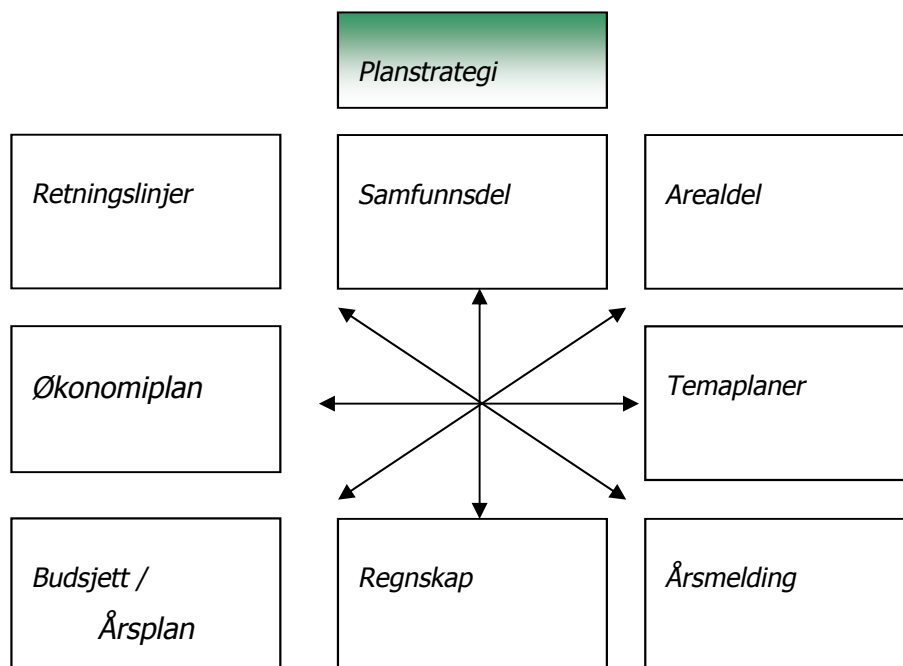 Planstrategi
Retningslinjer
Samfunnsdel
Arealdel
Økonomiplan
Temaplaner
Budsjett /
Årsplan
Regnskap
Årsmelding